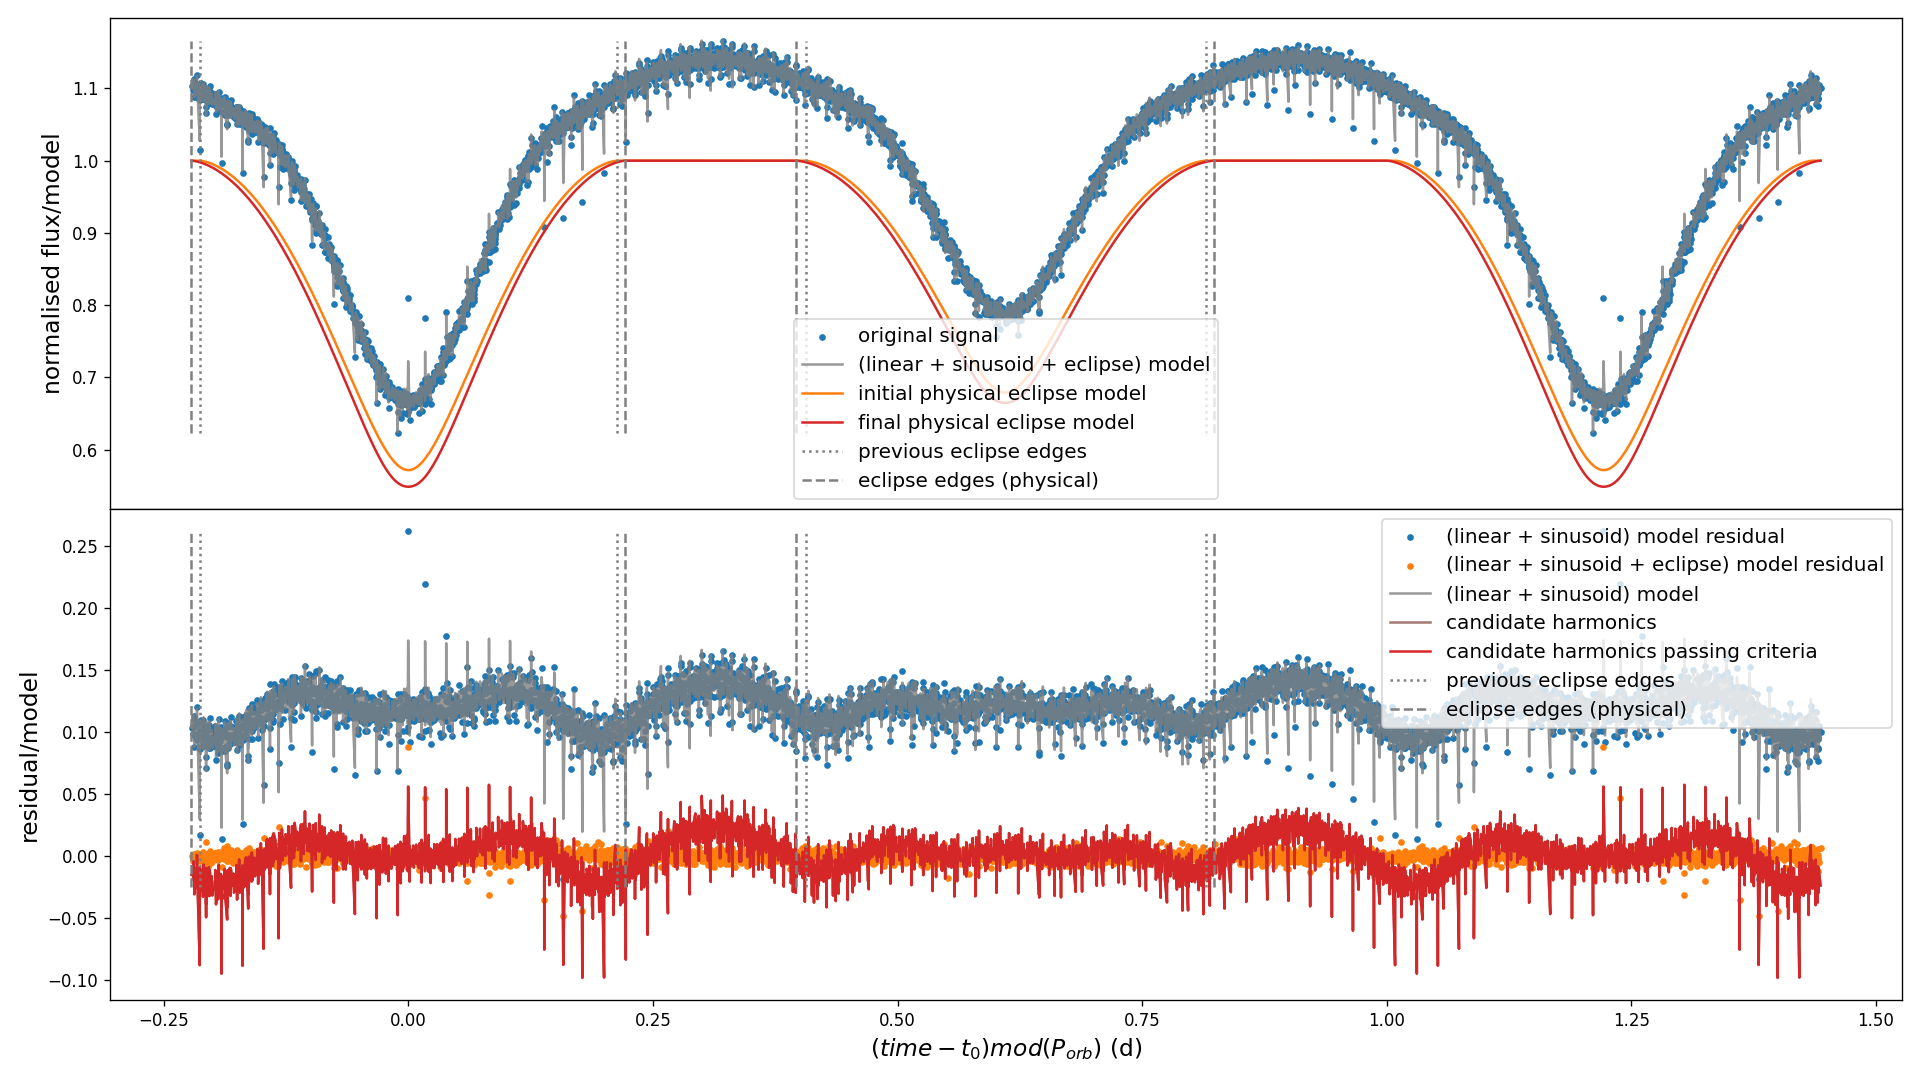 1.1
1.0
0.9
0.8
0.7
0.6
normalised flux/model
original signal
(linear + sinusoid + eclipse) model
initial physical eclipse model
final physical eclipse model
previous eclipse edges
eclipse edges (physical)
0.25
0.20
0.15
0.10
0.05
0.00
−0.05
−0.10
residual/model
(linear + sinusoid) model residual
(linear + sinusoid + eclipse) model residual
(linear + sinusoid) model
candidate harmonics
candidate harmonics passing criteria
previous eclipse edges
eclipse edges (physical)
−0.25 0.00 0.25 0.50 0.75 1.00 1.25 1.50
(time − t₀)mod(Pₒᵣb) (d)